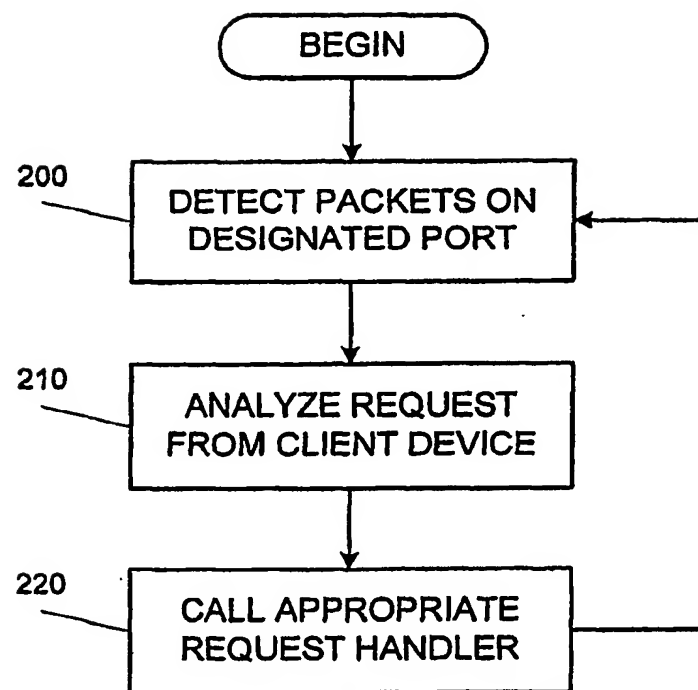 BEGIN
200
DETECT PACKETS ON
DESIGNATED PORT
210
ANALYZE REQUEST
FROM CLIENT DEVICE
220
CALL APPROPRIATE
REQUEST HANDLER